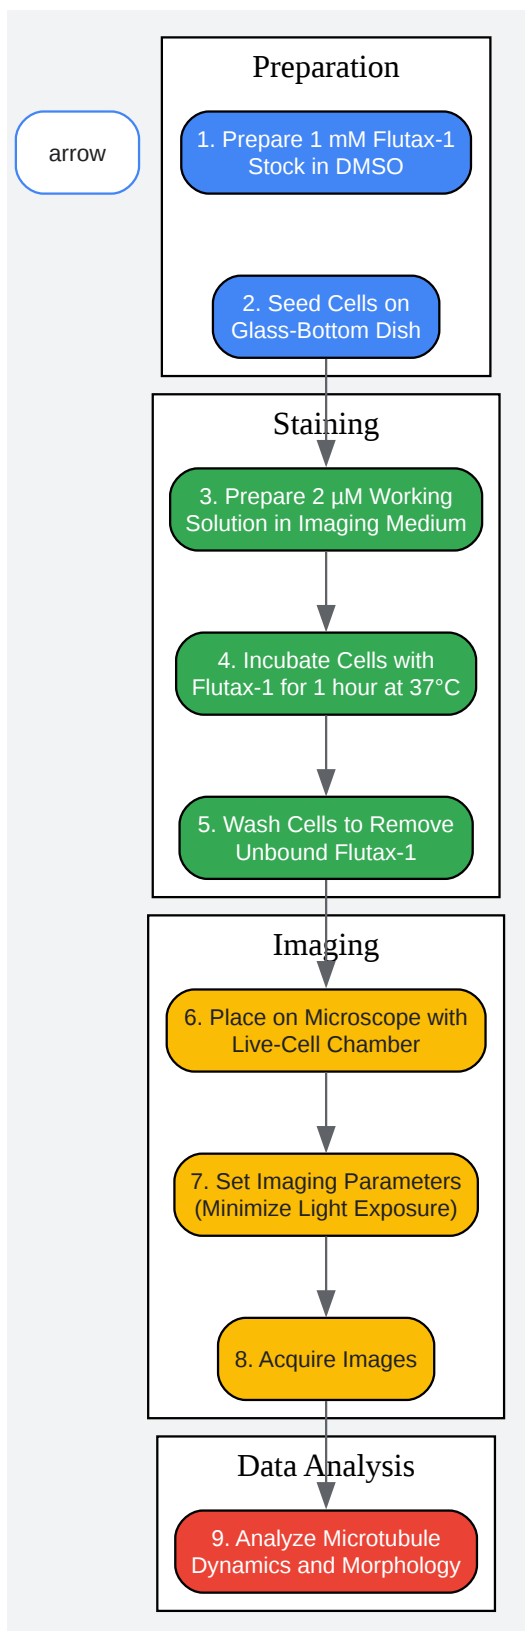 Preparation
arrow
1. Prepare 1 mM Flutax-1
Stock in DMSO
2. Seed Cells on
Glass-Bottom Dish
Staining
3. Prepare 2 µM Working
Solution in Imaging Medium
4. Incubate Cells with
Flutax-1 for 1 hour at 37°C
5. Wash Cells to Remove
Unbound Flutax-1
Imaging
6. Place on Microscope with
Live-Cell Chamber
7. Set Imaging Parameters
(Minimize Light Exposure)
8. Acquire Images
Data Analysis
9. Analyze Microtubule
Dynamics and Morphology